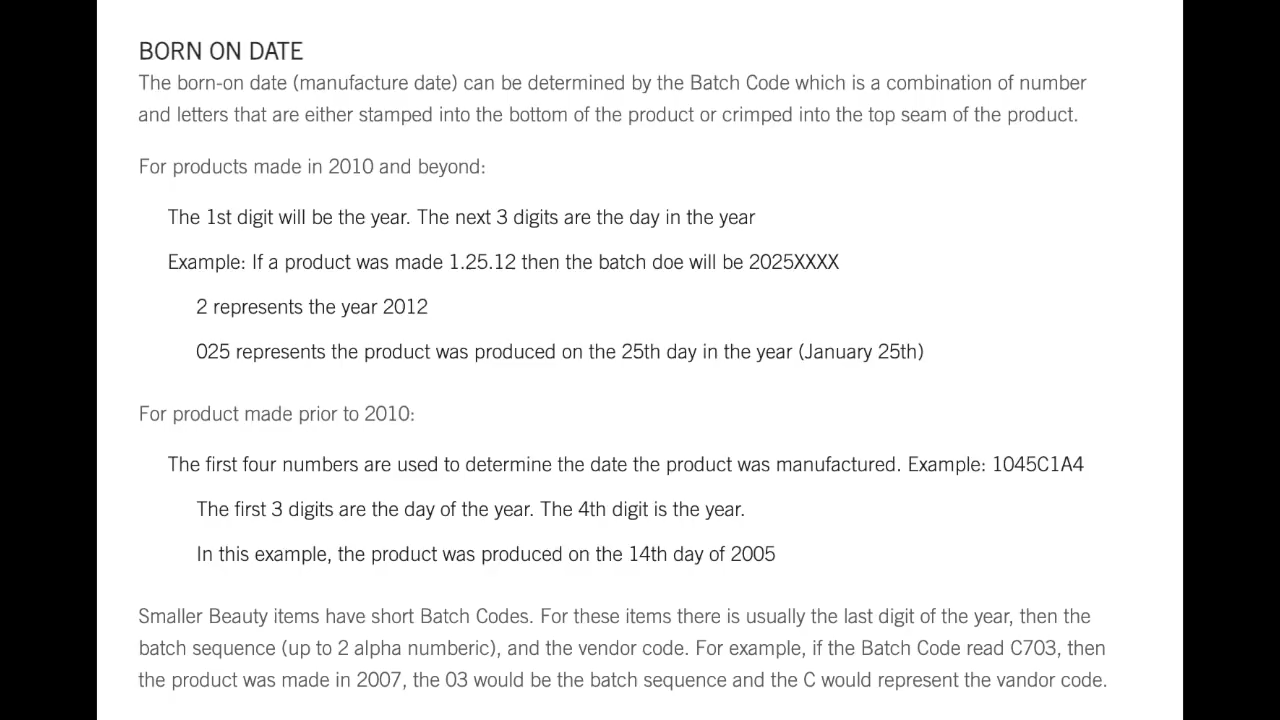 BORN ON DATE
The born-on date (manufacture date) can be determined by the Batch Code which is a combination of number
and letters that are either stamped into the bottom of the product or crimped into the top seam of the product.
For products made in 2010 and beyond:
The 1st digit will be the year. The next 3 digits are the day in the year
Example: If a product was made 1.25.12 then the batch doe will be 2025XXXX
2 represents the year 2012
025 represents the product was produced on the 25th day in the year (January 25th)
For product made prior to 2010:
The first four numbers are used to determine the date the product was manufactured. Example: 1045C1A4
The first 3 digits are the day of the year. The 4th digit is the year.
In this example, the product was produced on the 14th day of 2005
Smaller Beauty items have short Batch Codes. For these items there is usually the last digit of the year, then the
batch sequence (up to 2 alpha numberic), and the vendor code. For example, if the Batch Code read C703, then
the product was made in 2007, the 03 would be the batch sequence and the C would represent the vandor code.